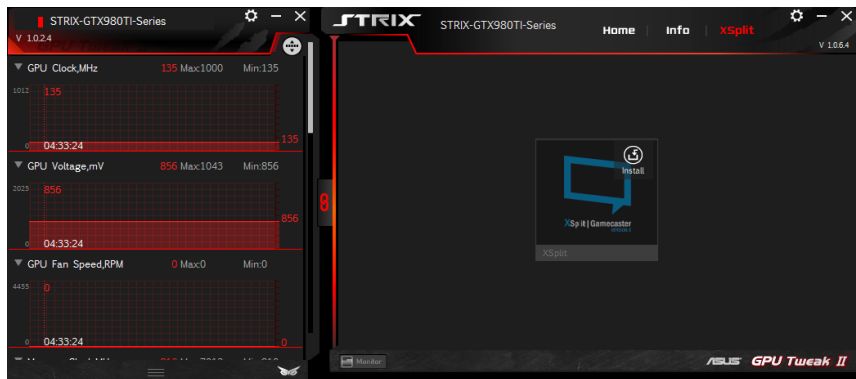 STRIX-GTX980TI-Series
V 1.0.2.4
GPU Clock,MHz 135 Max:1000 Min:135
1012 135
135
0 04:33:24
GPU Voltage,mV 856 Max:1043 Min:856
2025 856
856
0 04:33:24
GPU Fan Speed,RPM 0 Max:0 Min:0
4455 0
0
0 04:33:24
STRIX STRIX-GTX980TI-Series Home Info XSplit
V 1.0.6.4
Install
XSplit | Gamecaster
XSplit
Monitor
ASUS GPU Tweak II